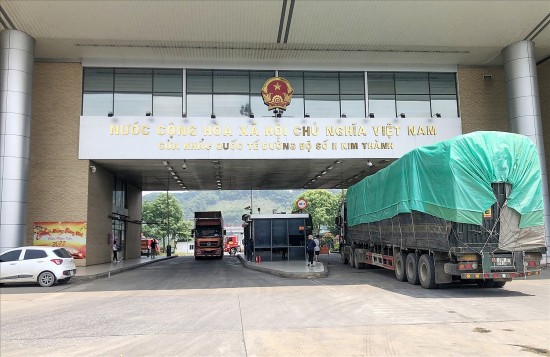 NƯỚC CỘNG HÒA XÃ HỘI CHỦ NGHĨA VIỆT NAM
CỬA KHẨU QUỐC TẾ ĐƯỜNG BỘ SỐ II KIM THÀNH